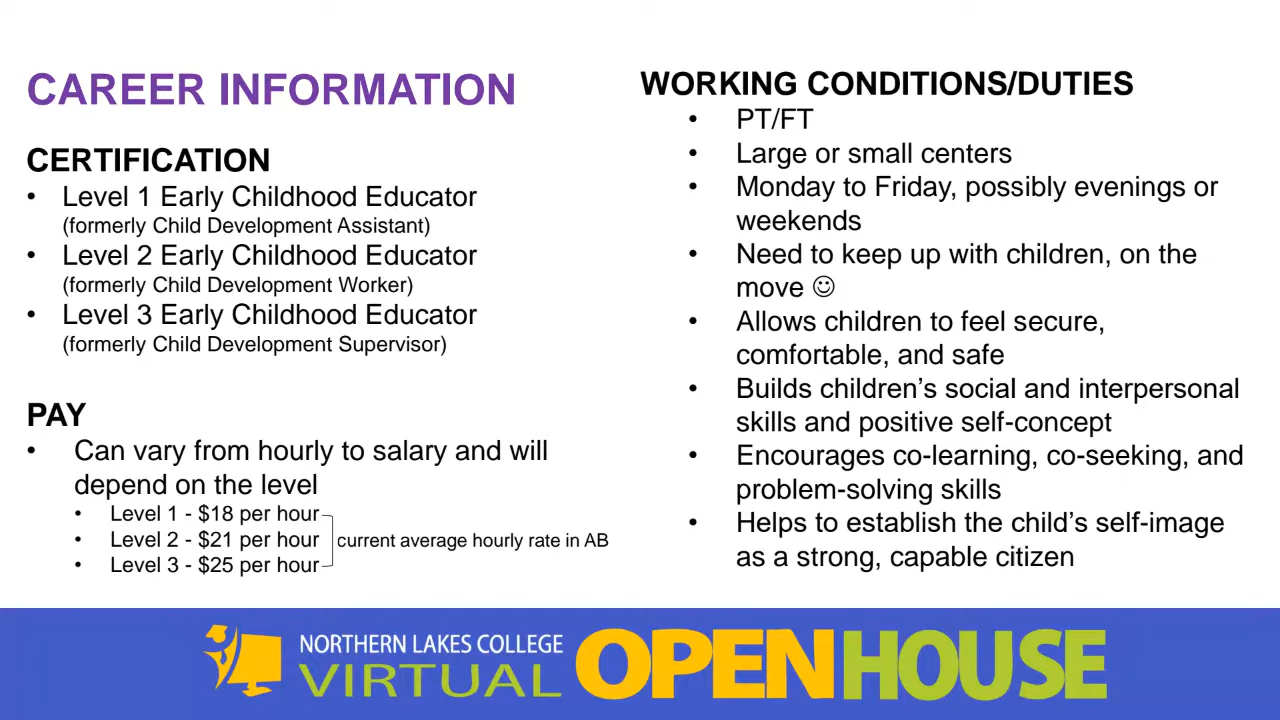 CAREER INFORMATION
CERTIFICATION
• Level 1 Early Childhood Educator
(formerly Child Development Assistant)
• Level 2 Early Childhood Educator
(formerly Child Development Worker)
• Level 3 Early Childhood Educator
(formerly Child Development Supervisor)
PAY
• Can vary from hourly to salary and will
depend on the level
• Level 1 - $18 per hour
• Level 2 - $21 per hour
• Level 3 - $25 per hour
current average hourly rate in AB
WORKING CONDITIONS/DUTIES
• PT/FT
• Large or small centers
• Monday to Friday, possibly evenings or
weekends
• Need to keep up with children, on the
move ☺
• Allows children to feel secure,
comfortable, and safe
• Builds children’s social and interpersonal
skills and positive self-concept
• Encourages co-learning, co-seeking, and
problem-solving skills
• Helps to establish the child’s self-image
as a strong, capable citizen
NORTHERN LAKES COLLEGE
VIRTUAL OPEN HOUSE